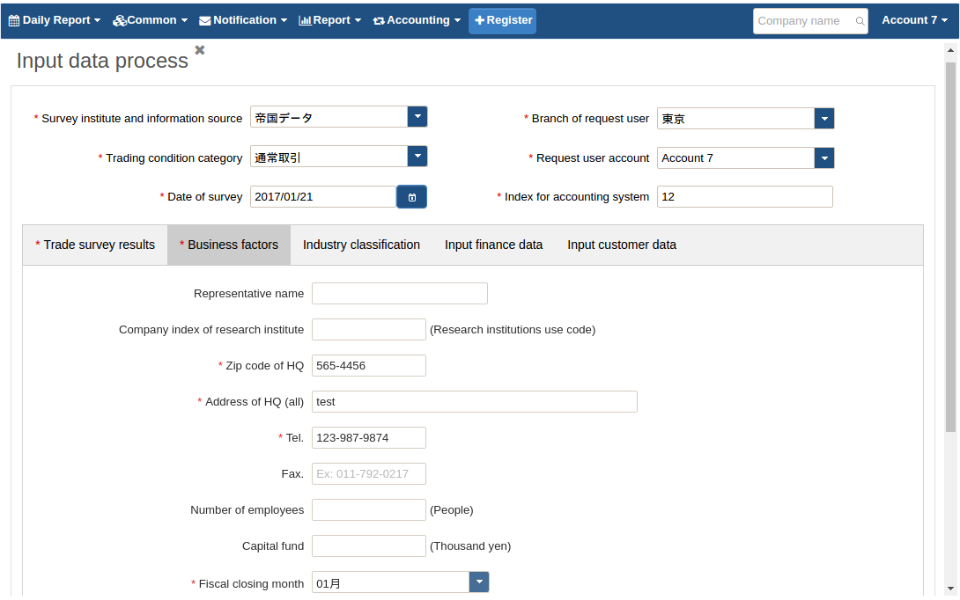 Daily Report Common Notification Report Accounting Register Company name Account 7
Input data process
* Survey institute and information source 帝国データ * Branch of request user 東京
* Trading condition category 通常取引 * Request user account Account 7
* Date of survey 2017/01/21 * Index for accounting system 12
* Trade survey results * Business factors Industry classification Input finance data Input customer data
Representative name
Company index of research institute (Research institutions use code)
* Zip code of HQ 565-4456
* Address of HQ (all) test
* Tel. 123-987-9874
Fax. Ex: 011-792-0217
Number of employees (People)
Capital fund (Thousand yen)
* Fiscal closing month 01月